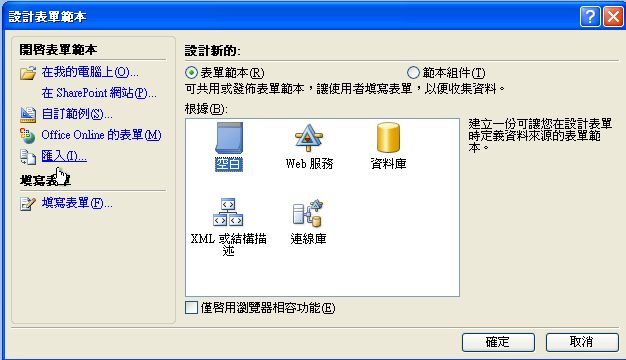 設計表單範本
開啓表單範本
在我的電腦上(O)...
在 SharePoint 網站(P)...
自訂範例(S)...
Office Online 的表單(M)
匯入(I)...
填寫表單
填寫表單(F)...
設計新的:
表單範本(R)
範本組件(T)
可共用或發佈表單範本，讓使用者填寫表單，以便收集資料。
根據(B):
空白
Web 服務
資料庫
XML 或結構描
述
連線庫
建立一份可讓您在設計表單
時定義資料來源的表單範
本。
僅啓用瀏覽器相容功能(E)
確定
取消